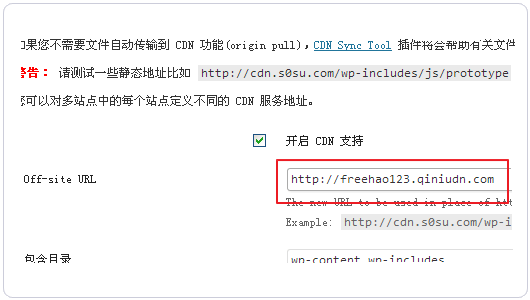 如果您不需要文件自动传输到 CDN 功能(origin pull), CDN Sync Tool 插件将会帮助有关文件
警告： 请测试一些静态地址比如 http://cdn.s0su.com/wp-includes/js/prototype
您可以对多站点中的每个站点定义不同的 CDN 服务地址。
开启 CDN 支持
Off-site URL
http://freehao123.qiniudn.com
The new URL to be used in place of htt
Example: http://cdn.s0su.com/wp-i
包含目录
wp-content,wp-includes